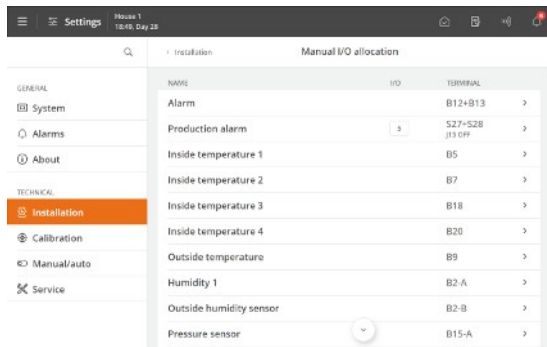 Settings
House 1
18:49, Day 28
Installation
Manual I/O allocation
GENERAL
System
Alarms
About
TECHNICAL
Installation
Calibration
Manual/auto
Service
NAME I/O TERMINAL
Alarm B12+B13
Production alarm 3 S27+S28
J13 OFF
Inside temperature 1 B5
Inside temperature 2 B7
Inside temperature 3 B18
Inside temperature 4 B20
Outside temperature B9
Humidity 1 B2-A
Outside humidity sensor B2-B
Pressure sensor B15-A